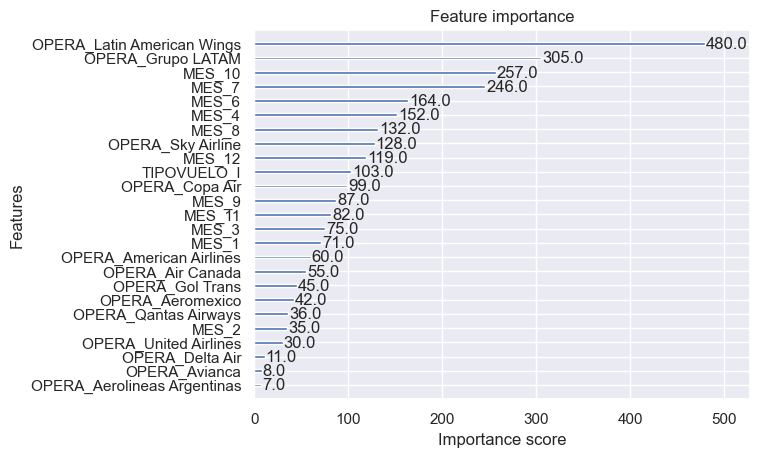 Feature importance
OPERA_Latin American Wings 480.0
OPERA_Grupo LATAM 305.0
MES_10 257.0
MES_7 246.0
MES_6 164.0
MES_4 152.0
MES_8 132.0
OPERA_Sky Airline 128.0
MES_12 119.0
TIPOVUELO_I 103.0
OPERA_Copa Air 99.0
MES_9 87.0
MES_11 82.0
MES_3 75.0
MES_1 71.0
OPERA_American Airlines 60.0
OPERA_Air Canada 55.0
OPERA_Gol Trans 45.0
OPERA_Aeromexico 42.0
OPERA_Qantas Airways 36.0
MES_2 35.0
OPERA_United Airlines 30.0
OPERA_Delta Air 11.0
OPERA_Avianca 8.0
OPERA_Aerolineas Argentinas 7.0
Features
0 100 200 300 400 500
Importance score